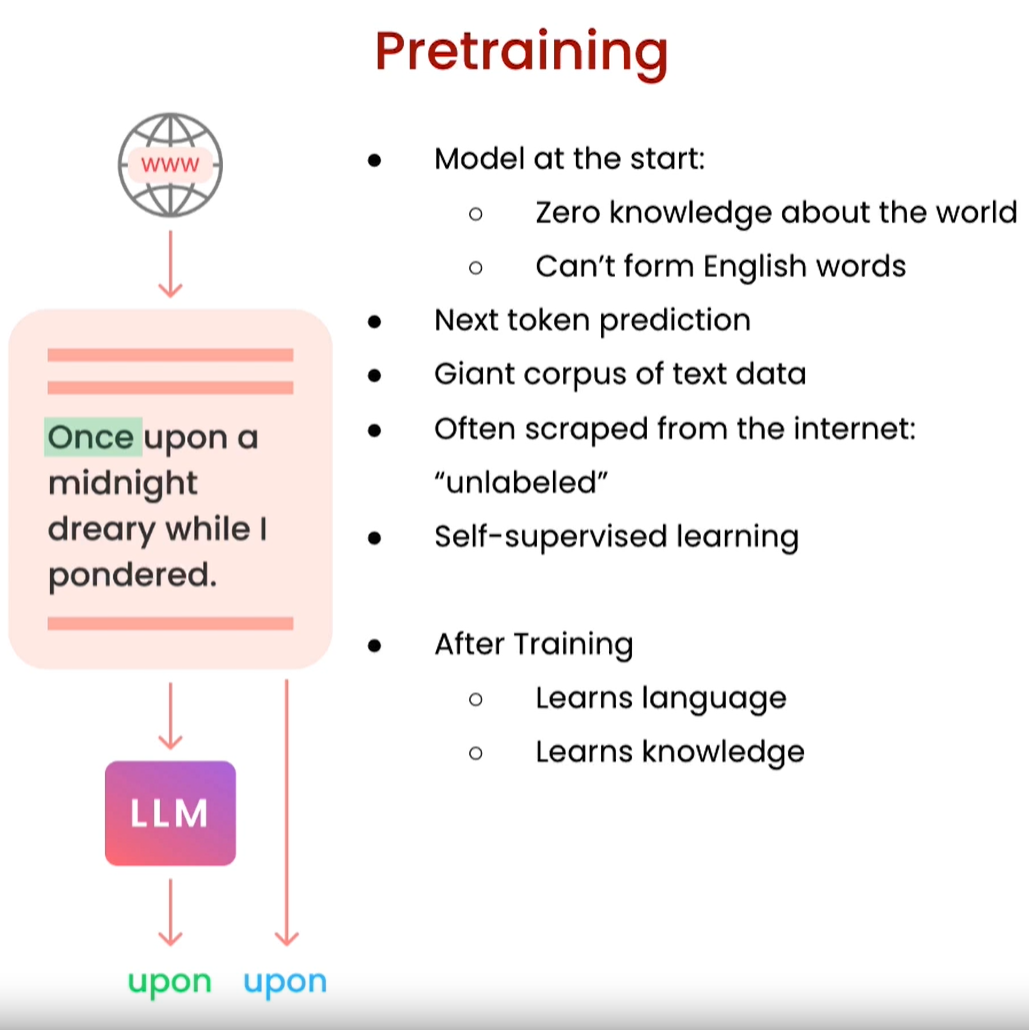 Pretraining
www
Once upon a
midnight
dreary while I
pondered.
LLM
upon upon
● Model at the start:
○ Zero knowledge about the world
○ Can't form English words
● Next token prediction
● Giant corpus of text data
● Often scraped from the internet:
“unlabeled”
● Self-supervised learning
● After Training
○ Learns language
○ Learns knowledge